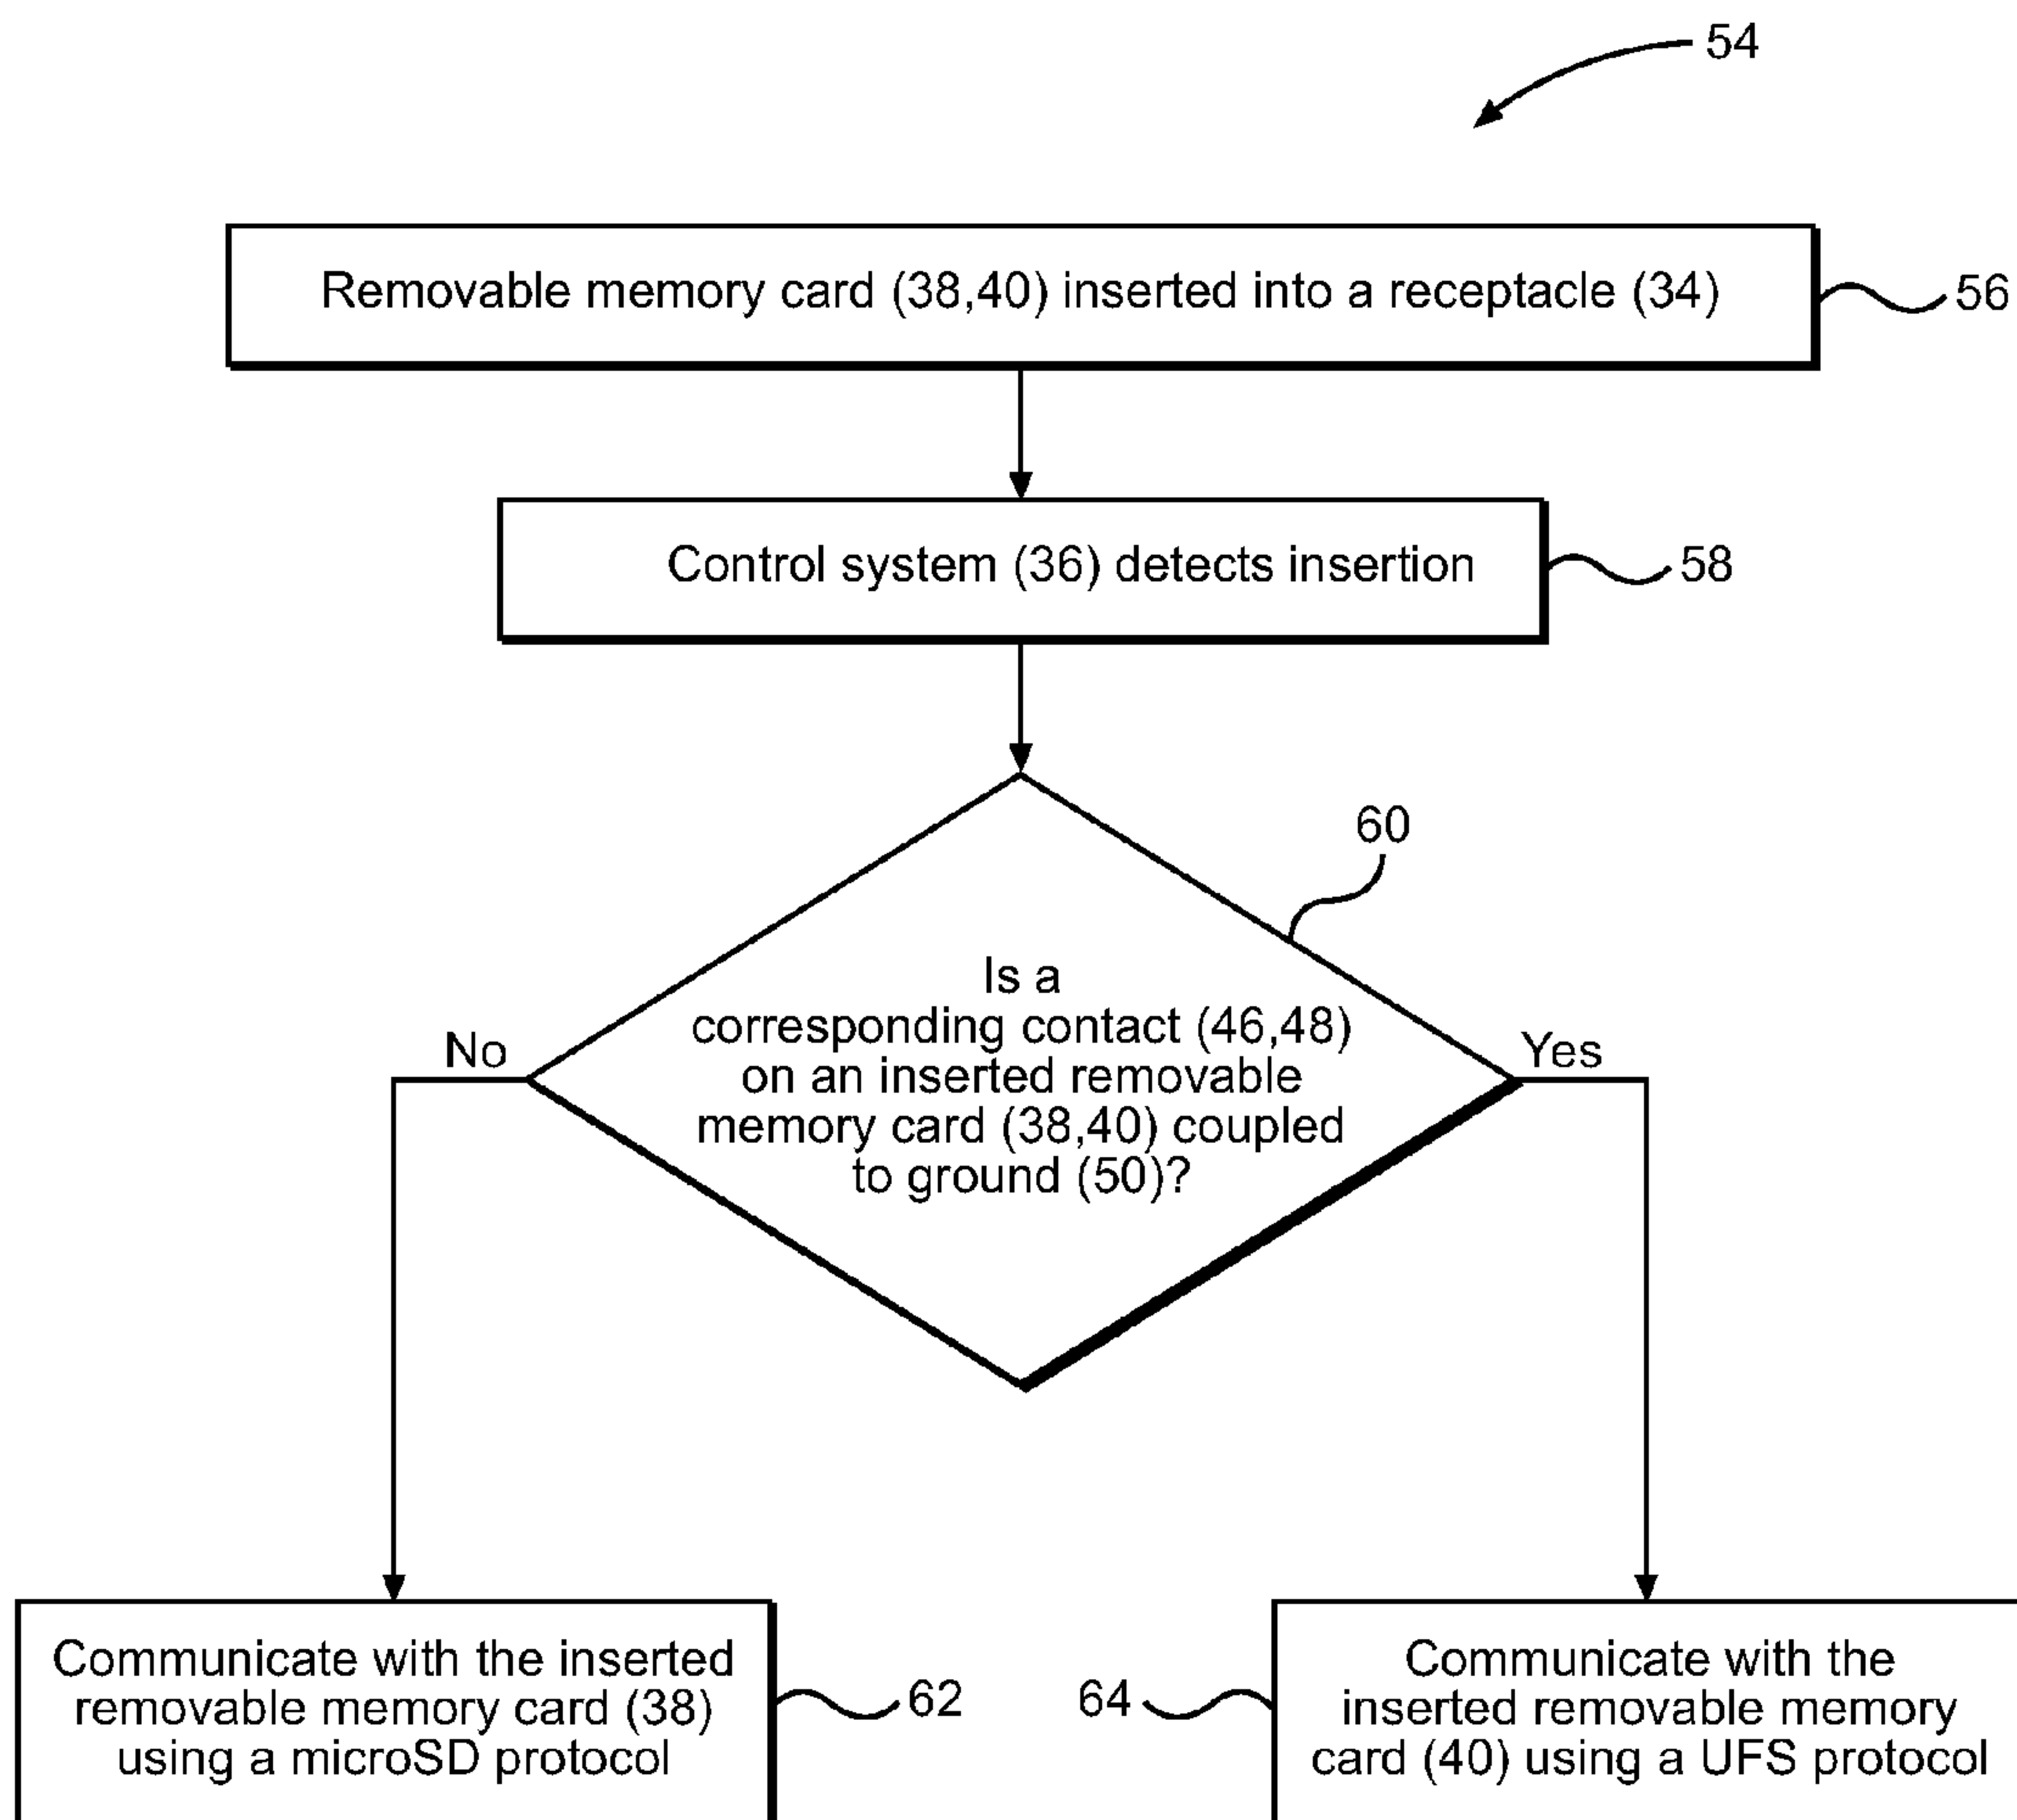 54
Removable memory card (38,40) inserted into a receptacle (34)
56
Control system (36) detects insertion
58
60
Is a
corresponding contact (46,48)
on an inserted removable
memory card (38,40) coupled
to ground (50)?
No
Yes
Communicate with the inserted
removable memory card (38)
using a microSD protocol
62
64
Communicate with the
inserted removable memory
card (40) using a UFS protocol